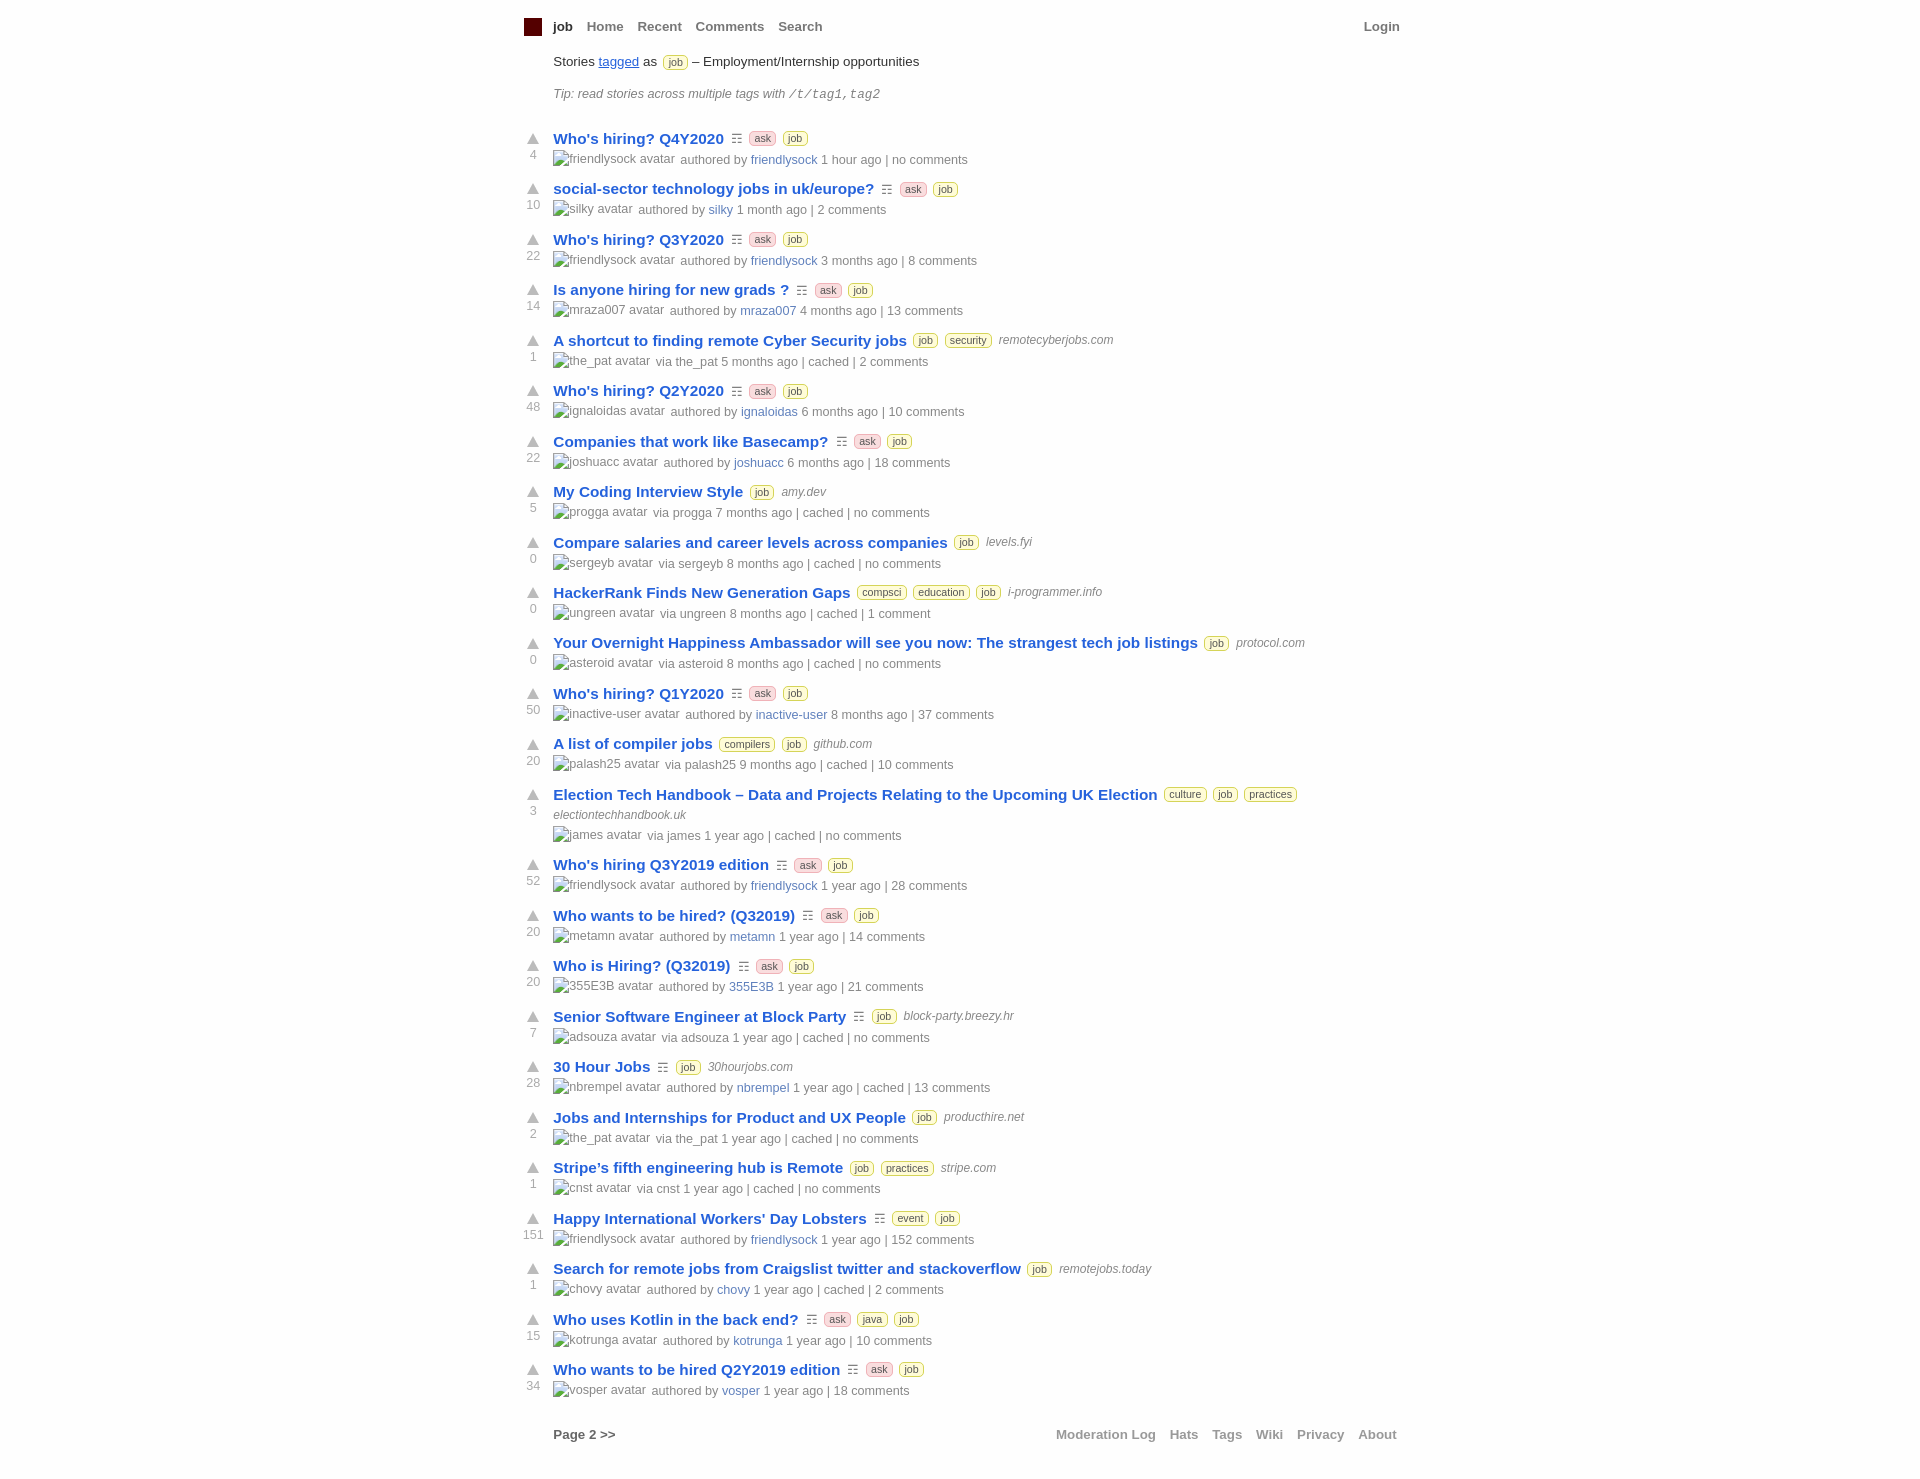 job Home Recent Comments Search Login
Stories tagged as job – Employment/Internship opportunities
Tip: read stories across multiple tags with /t/tag1,tag2
Who's hiring? Q4Y2020 ☶ ask job
4 friendlysock avatar authored by friendlysock 1 hour ago | no comments
social-sector technology jobs in uk/europe? ☶ ask job
10 silky avatar authored by silky 1 month ago | 2 comments
Who's hiring? Q3Y2020 ☶ ask job
22 friendlysock avatar authored by friendlysock 3 months ago | 8 comments
Is anyone hiring for new grads ? ☶ ask job
14 mraza007 avatar authored by mraza007 4 months ago | 13 comments
A shortcut to finding remote Cyber Security jobs job security remotecyberjobs.com
1 the_pat avatar via the_pat 5 months ago | cached | 2 comments
Who's hiring? Q2Y2020 ☶ ask job
48 ignaloidas avatar authored by ignaloidas 6 months ago | 10 comments
Companies that work like Basecamp? ☶ ask job
22 joshuacc avatar authored by joshuacc 6 months ago | 18 comments
My Coding Interview Style job amy.dev
5 progga avatar via progga 7 months ago | cached | no comments
Compare salaries and career levels across companies job levels.fyi
0 sergeyb avatar via sergeyb 8 months ago | cached | no comments
HackerRank Finds New Generation Gaps compsci education job i-programmer.info
0 ungreen avatar via ungreen 8 months ago | cached | 1 comment
Your Overnight Happiness Ambassador will see you now: The strangest tech job listings job protocol.com
0 asteroid avatar via asteroid 8 months ago | cached | no comments
Who's hiring? Q1Y2020 ☶ ask job
50 inactive-user avatar authored by inactive-user 8 months ago | 37 comments
A list of compiler jobs compilers job github.com
20 palash25 avatar via palash25 9 months ago | cached | 10 comments
Election Tech Handbook – Data and Projects Relating to the Upcoming UK Election culture job practices
3 electiontechhandbook.uk
james avatar via james 1 year ago | cached | no comments
Who's hiring Q3Y2019 edition ☶ ask job
52 friendlysock avatar authored by friendlysock 1 year ago | 28 comments
Who wants to be hired? (Q32019) ☶ ask job
20 metamn avatar authored by metamn 1 year ago | 14 comments
Who is Hiring? (Q32019) ☶ ask job
20 355E3B avatar authored by 355E3B 1 year ago | 21 comments
Senior Software Engineer at Block Party ☶ job block-party.breezy.hr
7 adsouza avatar via adsouza 1 year ago | cached | no comments
30 Hour Jobs ☶ job 30hourjobs.com
28 nbrempel avatar authored by nbrempel 1 year ago | cached | 13 comments
Jobs and Internships for Product and UX People job producthire.net
2 the_pat avatar via the_pat 1 year ago | cached | no comments
Stripe’s fifth engineering hub is Remote job practices stripe.com
1 cnst avatar via cnst 1 year ago | cached | no comments
Happy International Workers' Day Lobsters ☶ event job
151 friendlysock avatar authored by friendlysock 1 year ago | 152 comments
Search for remote jobs from Craigslist twitter and stackoverflow job remotejobs.today
1 chovy avatar authored by chovy 1 year ago | cached | 2 comments
Who uses Kotlin in the back end? ☶ ask java job
15 kotrunga avatar authored by kotrunga 1 year ago | 10 comments
Who wants to be hired Q2Y2019 edition ☶ ask job
34 vosper avatar authored by vosper 1 year ago | 18 comments
Page 2 >> Moderation Log Hats Tags Wiki Privacy About